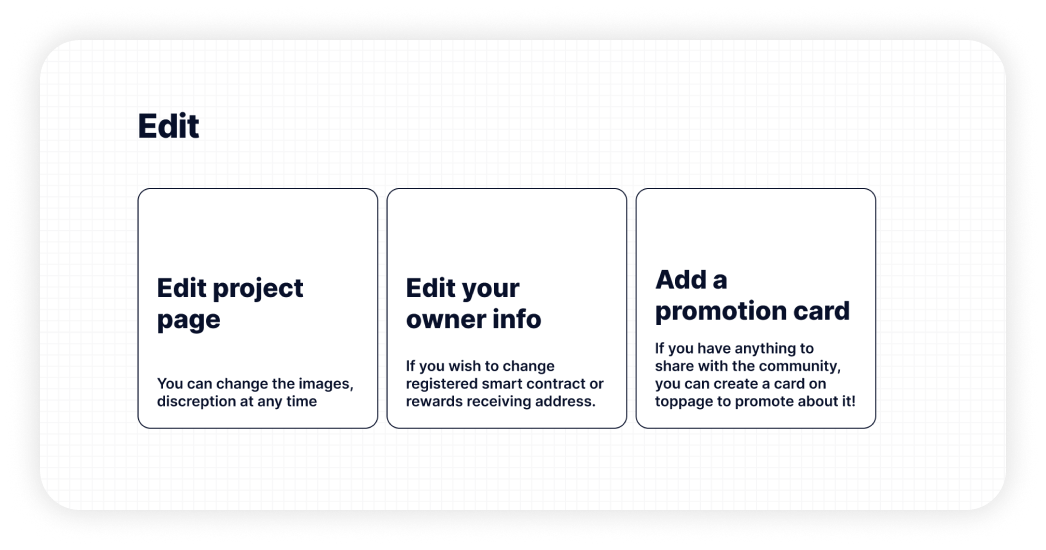 Edit
Edit project
page
You can change the images,
discreption at any time
Edit your
owner info
If you wish to change
registered smart contract or
rewards receiving address.
Add a
promotion card
If you have anything to
share with the community,
you can create a card on
toppage to promote about it!